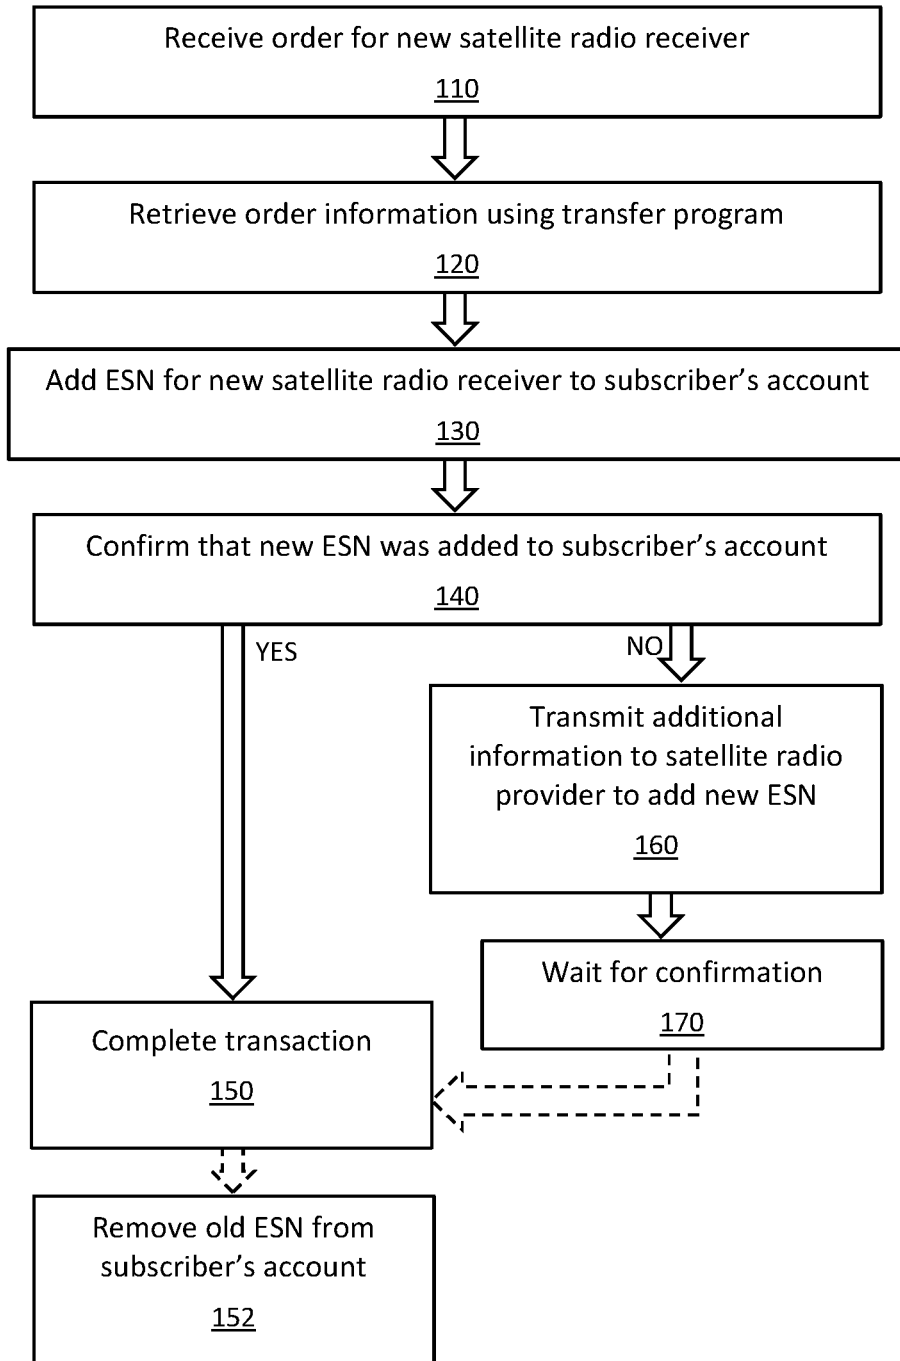 Receive order for new satellite radio receiver
110
Retrieve order information using transfer program
120
Add ESN for new satellite radio receiver to subscriber’s account
130
Confirm that new ESN was added to subscriber’s account
140
YES
NO
Transmit additional
information to satellite radio
provider to add new ESN
160
Wait for confirmation
170
Complete transaction
150
Remove old ESN from
subscriber’s account
152